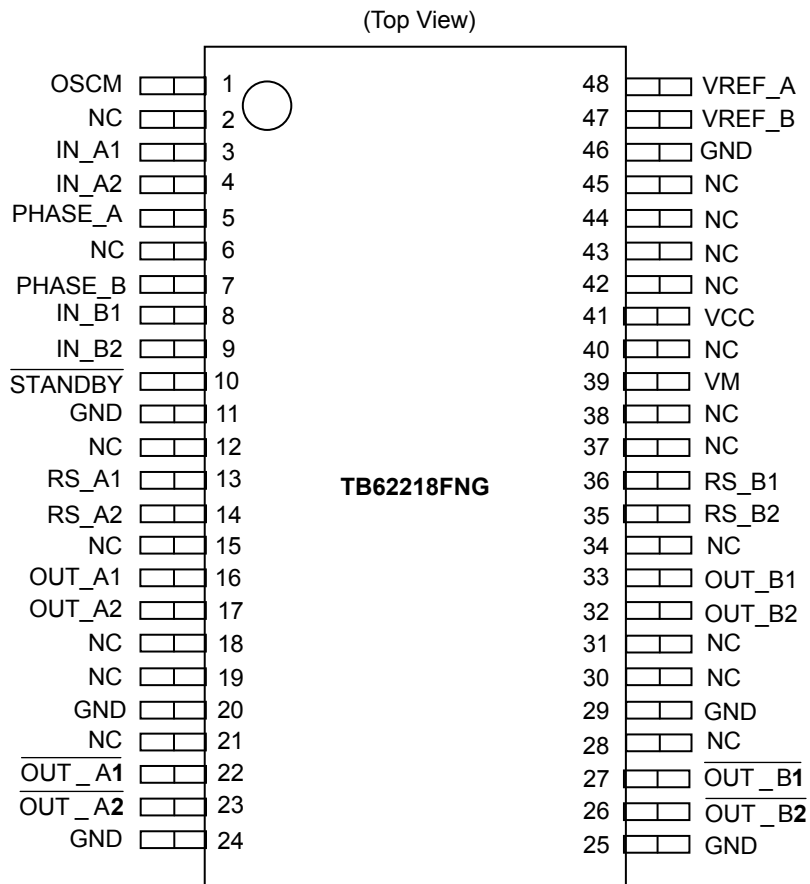 (Top View)
OSCM 1 48 VREF_A
NC 2 47 VREF_B
IN_A1 3 46 GND
IN_A2 4 45 NC
PHASE_A 5 44 NC
NC 6 43 NC
PHASE_B 7 42 NC
IN_B1 8 41 VCC
IN_B2 9 40 NC
STANDBY 10 39 VM
GND 11 38 NC
NC 12 37 NC
RS_A1 13 TB62218FNG 36 RS_B1
RS_A2 14 35 RS_B2
NC 15 34 NC
OUT_A1 16 33 OUT_B1
OUT_A2 17 32 OUT_B2
NC 18 31 NC
NC 19 30 NC
GND 20 29 GND
NC 21 28 NC
OUT_A1 22 27 OUT_B1
OUT_A2 23 26 OUT_B2
GND 24 25 GND